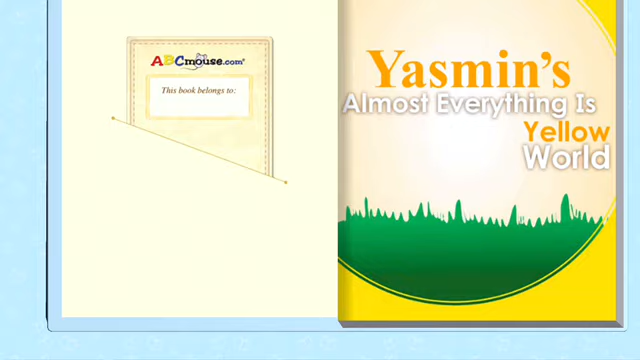 ABCmouse.com
This book belongs to:
Yasmin's
Almost Everything Is
Yellow
World